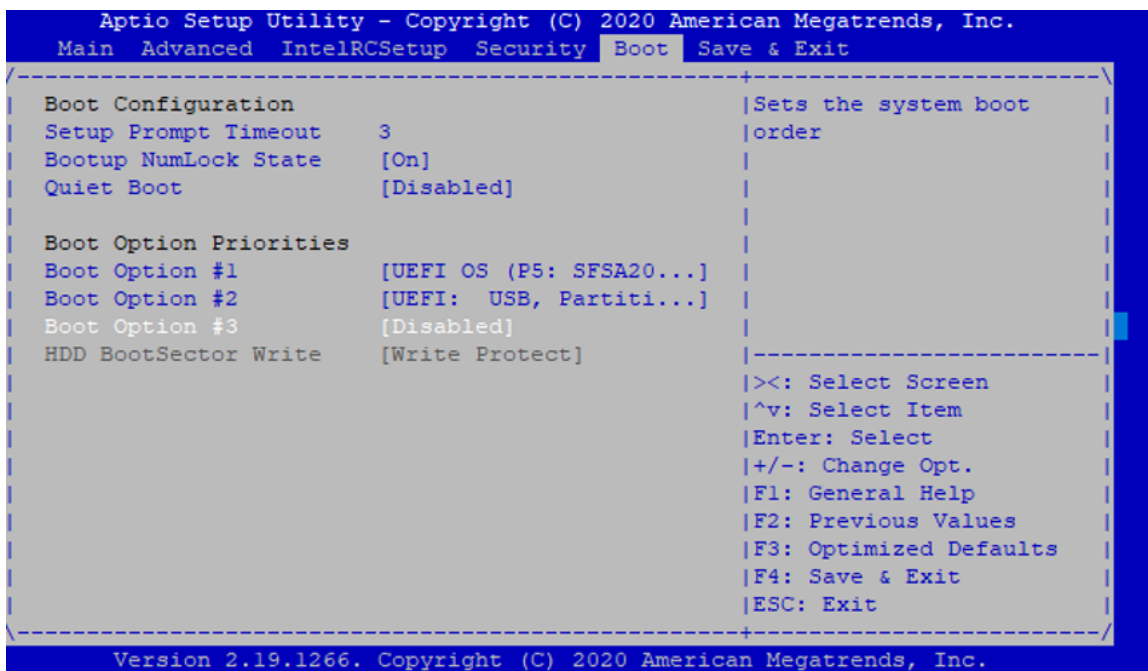 Aptio Setup Utility - Copyright (C) 2020 American Megatrends, Inc.
Main Advanced IntelRCSetup Security Boot Save & Exit
Boot Configuration
Setup Prompt Timeout 3
Bootup NumLock State [On]
Quiet Boot [Disabled]
Boot Option Priorities
Boot Option #1 [UEFI OS (P5: SFSA20...]
Boot Option #2 [UEFI: USB, Partiti...]
Boot Option #3 [Disabled]
HDD BootSector Write [Write Protect]
Sets the system boot
order
><: Select Screen
^v: Select Item
Enter: Select
+/-: Change Opt.
F1: General Help
F2: Previous Values
F3: Optimized Defaults
F4: Save & Exit
ESC: Exit
Version 2.19.1266. Copyright (C) 2020 American Megatrends, Inc.